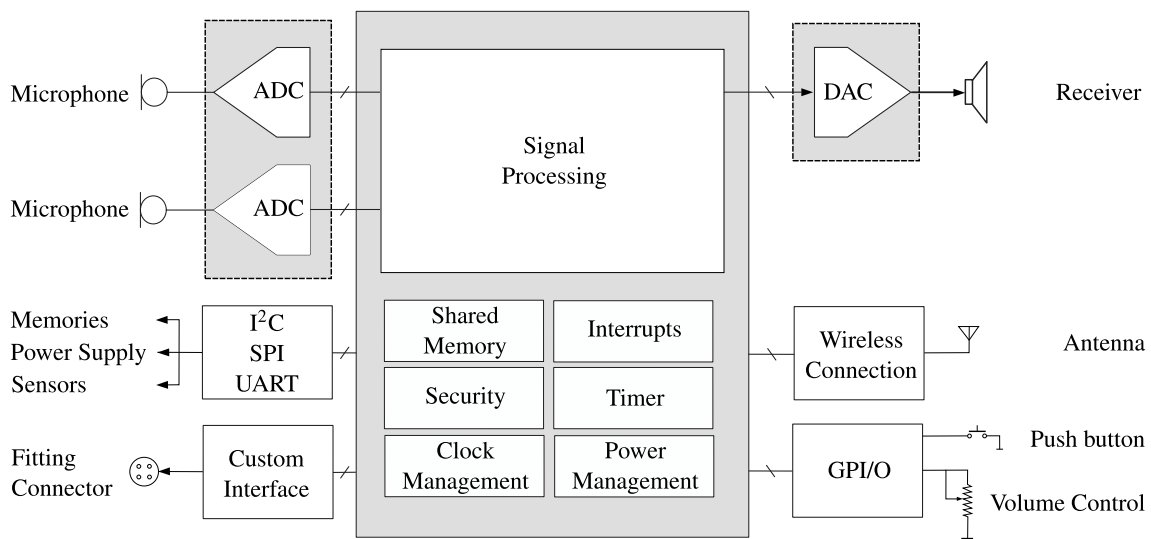 Microphone
ADC
Microphone
ADC
Signal
Processing
DAC
Receiver
Memories
Power Supply
Sensors
I²C
SPI
UART
Shared
Memory
Interrupts
Security
Timer
Clock
Management
Power
Management
Wireless
Connection
Antenna
Fitting
Connector
Custom
Interface
GPI/O
Push button
Volume Control